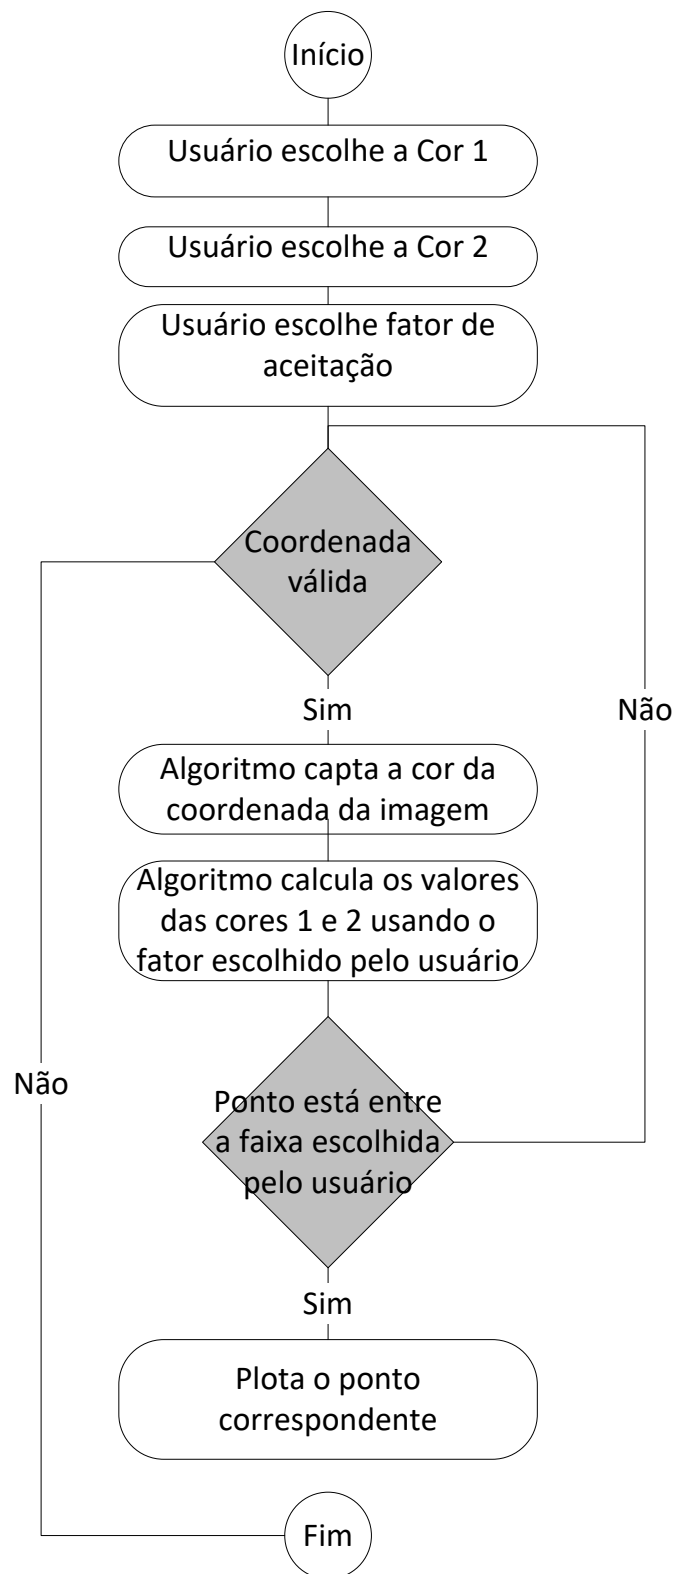 Início
Usuário escolhe a Cor 1
Usuário escolhe a Cor 2
Usuário escolhe fator de
aceitação
Coordenada
válida
Sim
Não
Algoritmo capta a cor da
coordenada da imagem
Algoritmo calcula os valores
das cores 1 e 2 usando o
fator escolhido pelo usuário
Não
Ponto está entre
a faixa escolhida
pelo usuário
Sim
Plota o ponto
correspondente
Fim